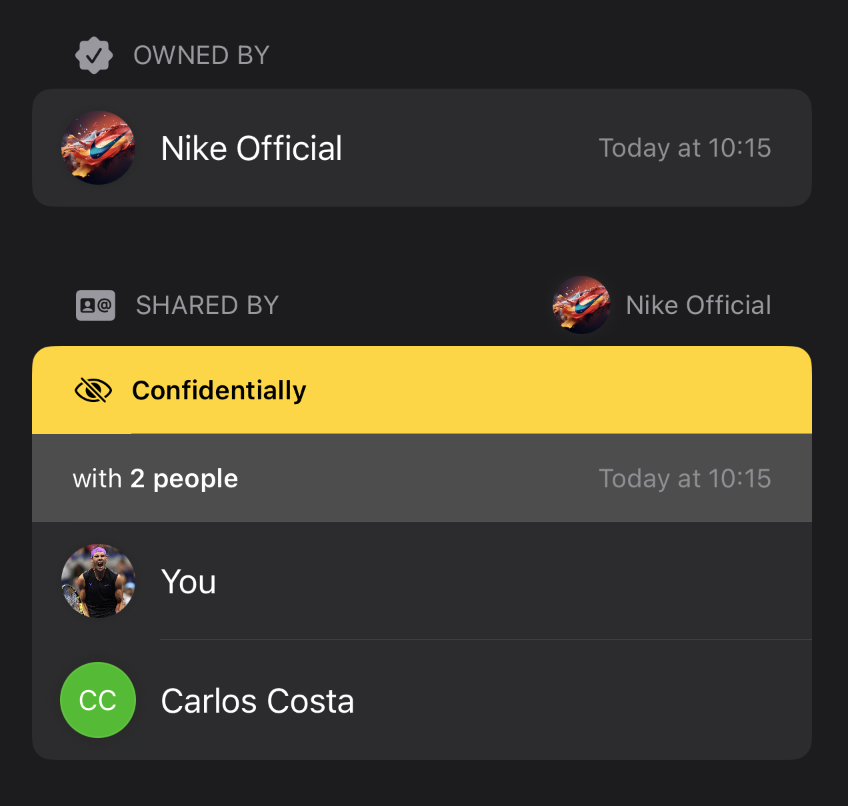 OWNED BY
Nike Official
Today at 10:15
SHARED BY
Nike Official
Confidentially
with 2 people
Today at 10:15
You
CC
Carlos Costa